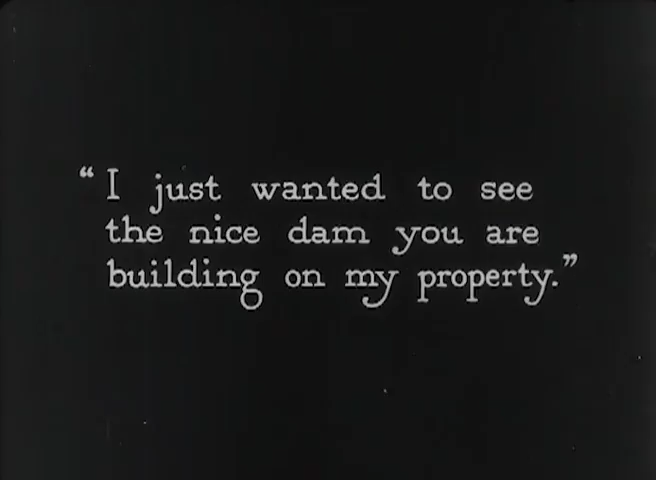 “I just wanted to see
the nice dam you are
building on my property.”